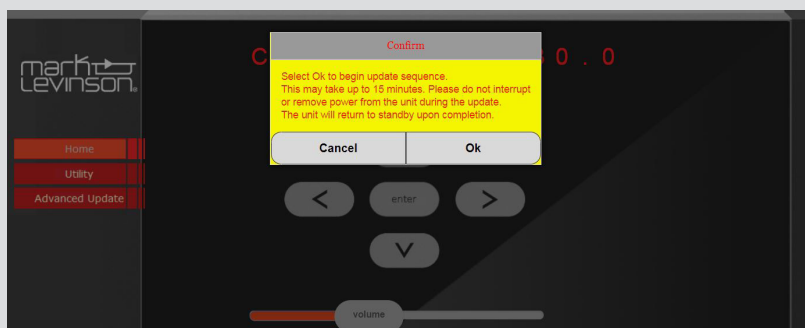 Confirm
mark
Levinson®
C
80.0
Select Ok to begin update sequence.
This may take up to 15 minutes. Please do not interrupt
or remove power from the unit during the update.
The unit will return to standby upon completion.
Cancel Ok
Home
Utility
Advanced Update
< enter >
volume